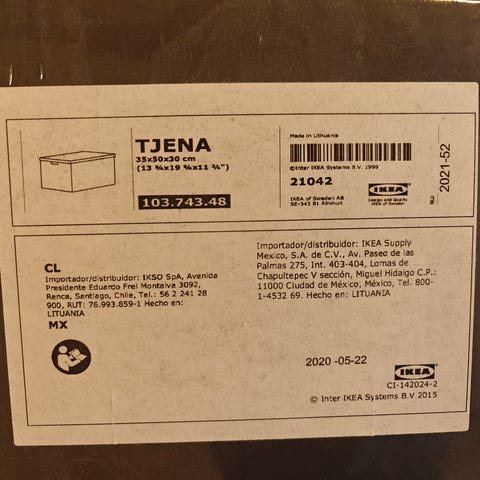 TJENA
35x50x30 cm
(13 ¾x19 ¾x11 ¾")
103.743.48
Made in Lithuania
©Inter IKEA Systems B.V. 1999
21042
IKEA of Sweden AB
SE-343 81 Älmhult
IKEA
Design and Quality
IKEA of Sweden
2021-52
CL
Importador/distribuidor: IKSO SpA, Avenida
Presidente Eduardo Frei Montalva 3092,
Renca, Santiago, Chile, Tel.: 56 2 241 28
900, RUT: 76.993.859-1 Hecho en:
LITUANIA
MX
Importador/distribuidor: IKEA Supply
Mexico, S.A. de C.V., Av. Paseo de las
Palmas 275, Int. 403-404, Lomas de
Chapultepec V sección, Miguel Hidalgo C.P.:
11000 Ciudad de México, México, Tel. 800-
1-4532 69. Hecho en: LITUANIA
2020 -05-22
IKEA
CI-142024-2
© Inter IKEA Systems B.V 2015